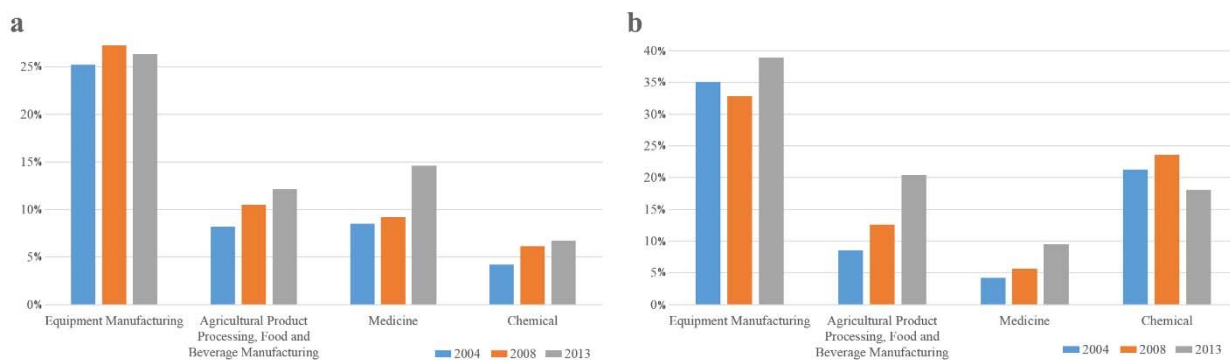 a
25%
20%
15%
10%
5%
0%
Equipment Manufacturing
Agricultural Product
Processing, Food and
Beverage Manufacturing
Medicine
Chemical
2004 2008 2013
b
40%
35%
30%
25%
20%
15%
10%
5%
0%
Equipment Manufacturing
Agricultural Product
Processing, Food and
Beverage Manufacturing
Medicine
Chemical
2004 2008 2013